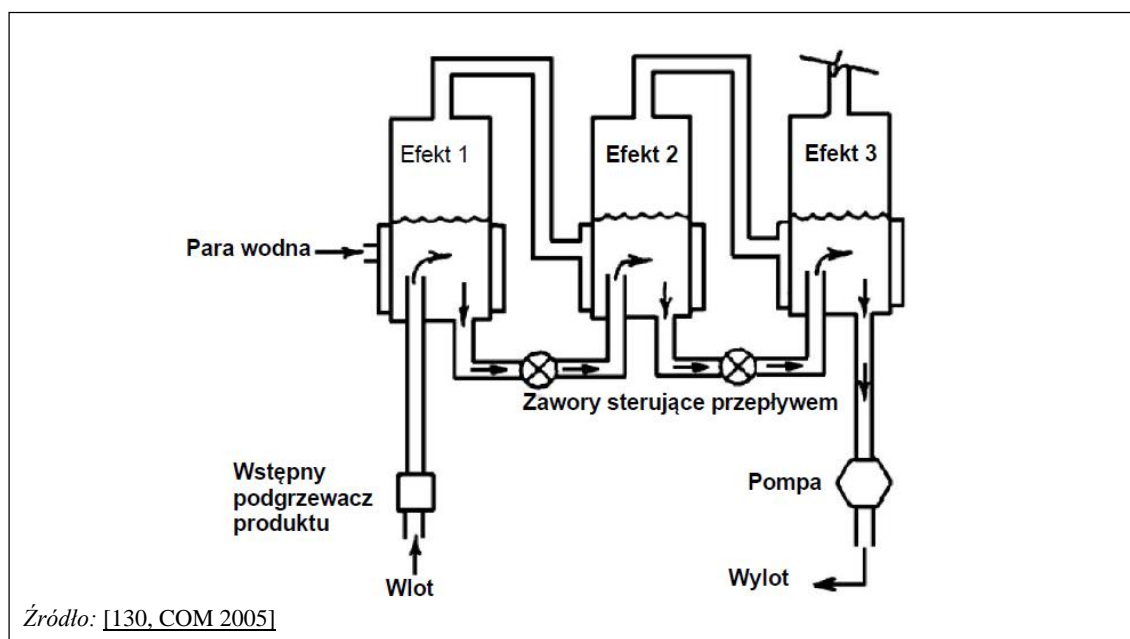 Efekt 1
Efekt 2
Efekt 3
Para wodna
Zawory sterujące przepływem
Wstępny
podgrzewacz
produktu
Pompa
Wlot
Wylot
Źródło: [130, COM 2005]